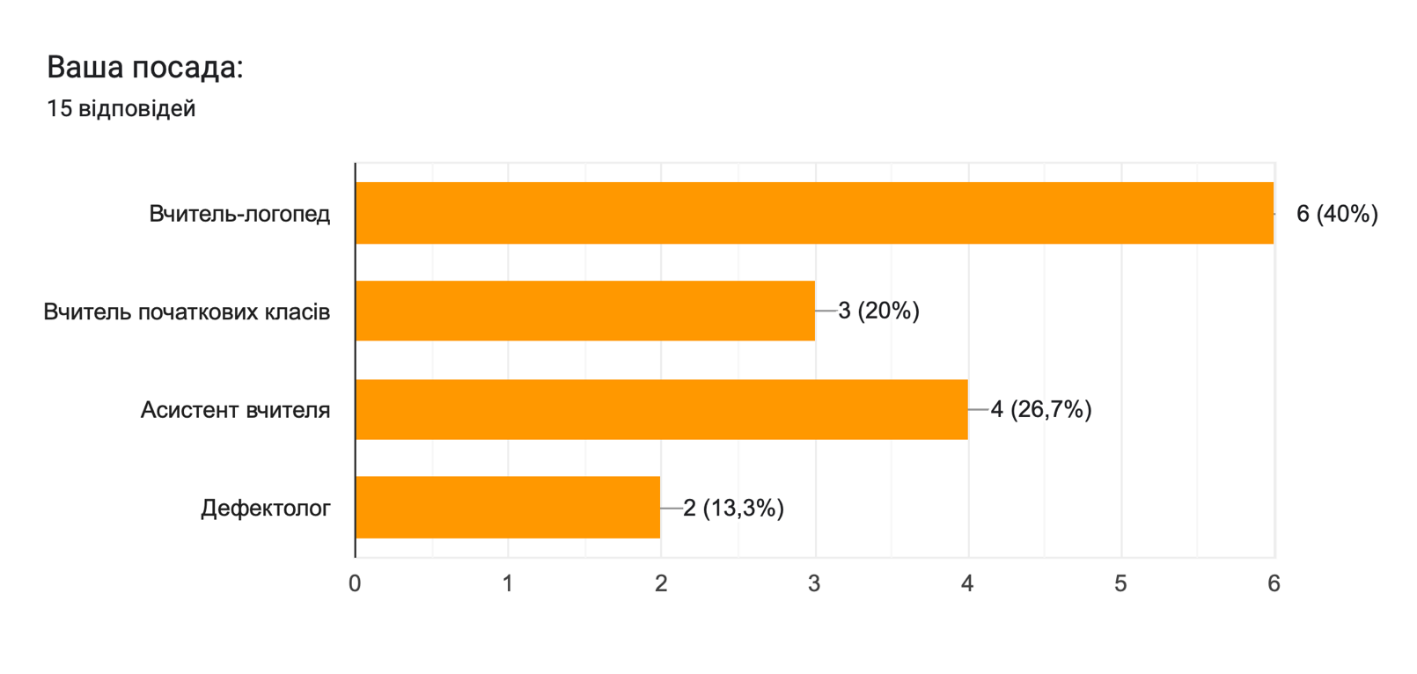 Ваша посада:
15 відповідей
Вчитель-логопед
6 (40%)
Вчитель початкових класів
3 (20%)
Асистент вчителя
4 (26,7%)
Дефектолог
2 (13,3%)
0 1 2 3 4 5 6